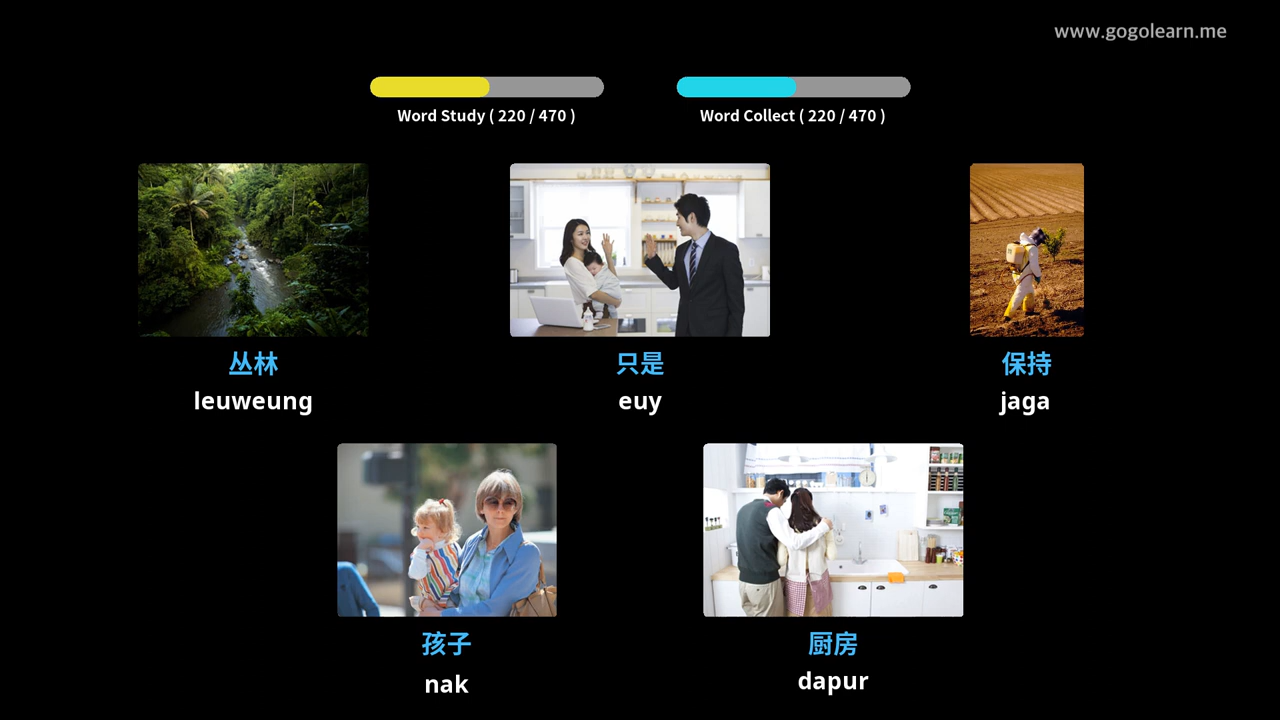 www.gogolearn.me
Word Study ( 220 / 470 )
Word Collect ( 220 / 470 )
丛林
leuweung
只是
euy
保持
jaga
孩子
nak
厨房
dapur